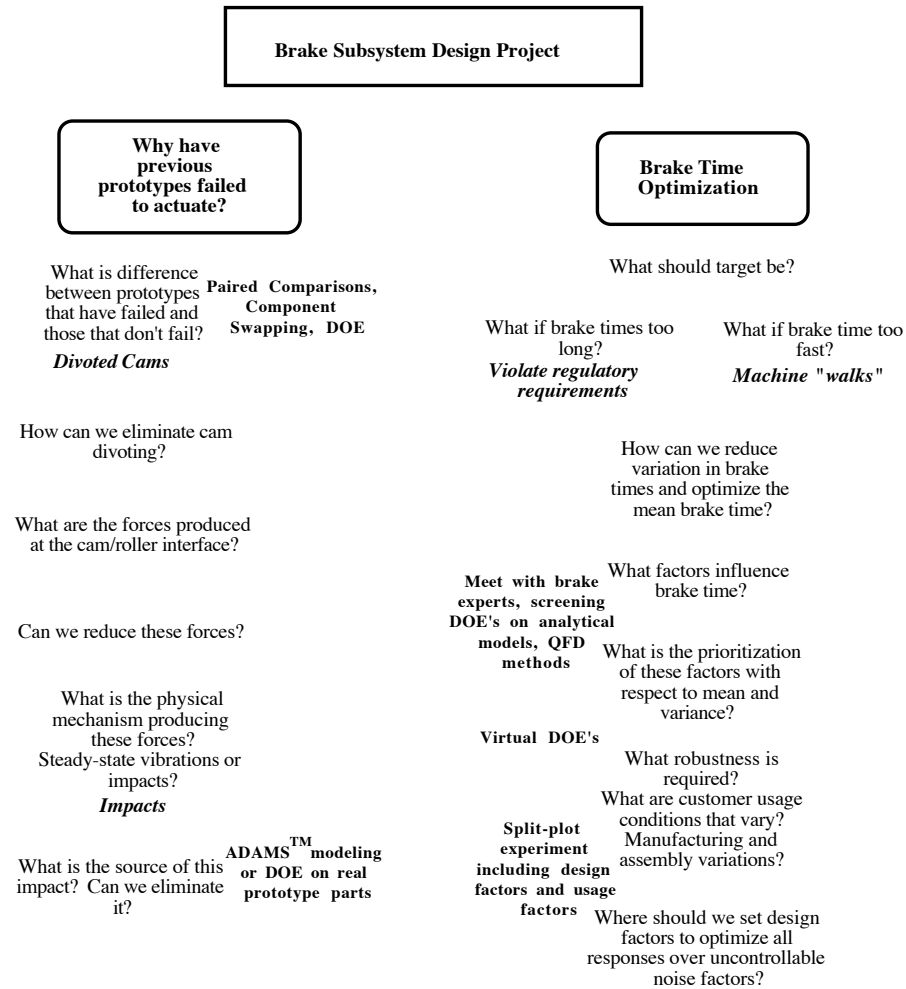 Brake Subsystem Design Project
Why have
previous
prototypes failed
to actuate?
What is difference
between prototypes
that have failed and
those that don't fail?
Paired Comparisons,
Component
Swapping, DOE
Divoted Cams
How can we eliminate cam
divoting?
What are the forces produced
at the cam/roller interface?
Can we reduce these forces?
What is the physical
mechanism producing
these forces?
Steady-state vibrations or
impacts?
Impacts
What is the source of this
impact? Can we eliminate
it?
ADAMS™ modeling
or DOE on real
prototype parts
Brake Time
Optimization
What should target be?
What if brake times too
long?
Violate regulatory
requirements
What if brake time too
fast?
Machine "walks"
How can we reduce
variation in brake
times and optimize the
mean brake time?
What factors influence
brake time?
Meet with brake
experts, screening
DOE's on analytical
models, QFD
methods
What is the prioritization
of these factors with
respect to mean and
variance?
Virtual DOE's
What robustness is
required?
What are customer usage
conditions that vary?
Manufacturing and
assembly variations?
Split-plot
experiment
including design
factors and usage
factors
Where should we set design
factors to optimize all
responses over uncontrollable
noise factors?